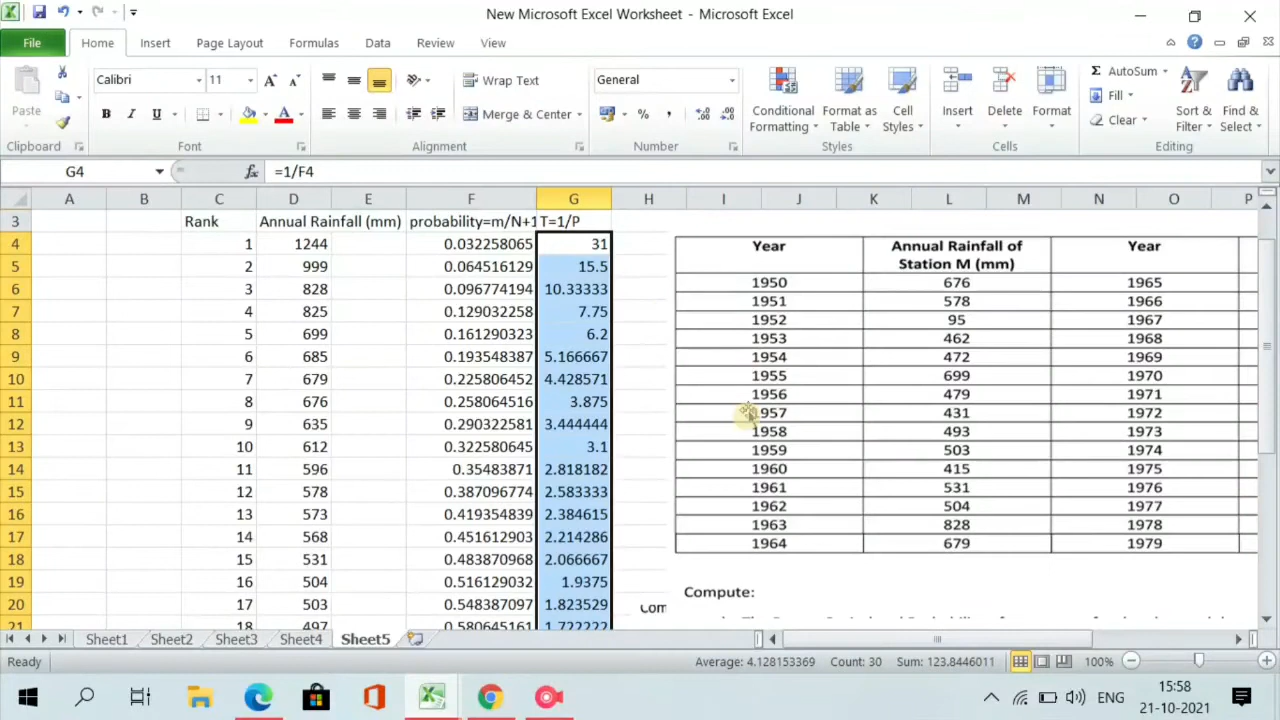 New Microsoft Excel Worksheet - Microsoft Excel
File Home Insert Page Layout Formulas Data Review View
Paste
Clipboard
Calibri 11
B I U A
Font
Wrap Text
Merge & Center
Alignment
General
%
Number
Conditional Formatting
Format as Table
Cell Styles
Styles
Insert Delete Format
Cells
Σ AutoSum
Fill
Clear
Sort & Filter
Find & Select
Editing
G4 fx =1/F4
A B C D E F G H I J K L M N O P
3 Rank Annual Rainfall (mm) probability=m/N+1 T=1/P
4 1 1244 0.032258065 31
5 2 999 0.064516129 15.5
6 3 828 0.096774194 10.33333
7 4 825 0.129032258 7.75
8 5 699 0.161290323 6.2
9 6 685 0.193548387 5.166667
10 7 679 0.225806452 4.428571
11 8 676 0.258064516 3.875
12 9 635 0.290322581 3.444444
13 10 612 0.322580645 3.1
14 11 596 0.35483871 2.818182
15 12 578 0.387096774 2.583333
16 13 573 0.419354839 2.384615
17 14 568 0.451612903 2.214286
18 15 531 0.483870968 2.066667
19 16 504 0.516129032 1.9375
20 17 503 0.548387097 1.823529
21 18 497 0.580645161 1.722222
Year Annual Rainfall of Station M (mm) Year
1950 676 1965
1951 578 1966
1952 95 1967
1953 462 1968
1954 472 1969
1955 699 1970
1956 479 1971
1957 431 1972
1958 493 1973
1959 503 1974
1960 415 1975
1961 531 1976
1962 504 1977
1963 828 1978
1964 679 1979
Compute:
Com
Sheet1 Sheet2 Sheet3 Sheet4 Sheet5
Ready Average: 4.128153369 Count: 30 Sum: 123.8446011 100%
ENG 15:58
21-10-2021